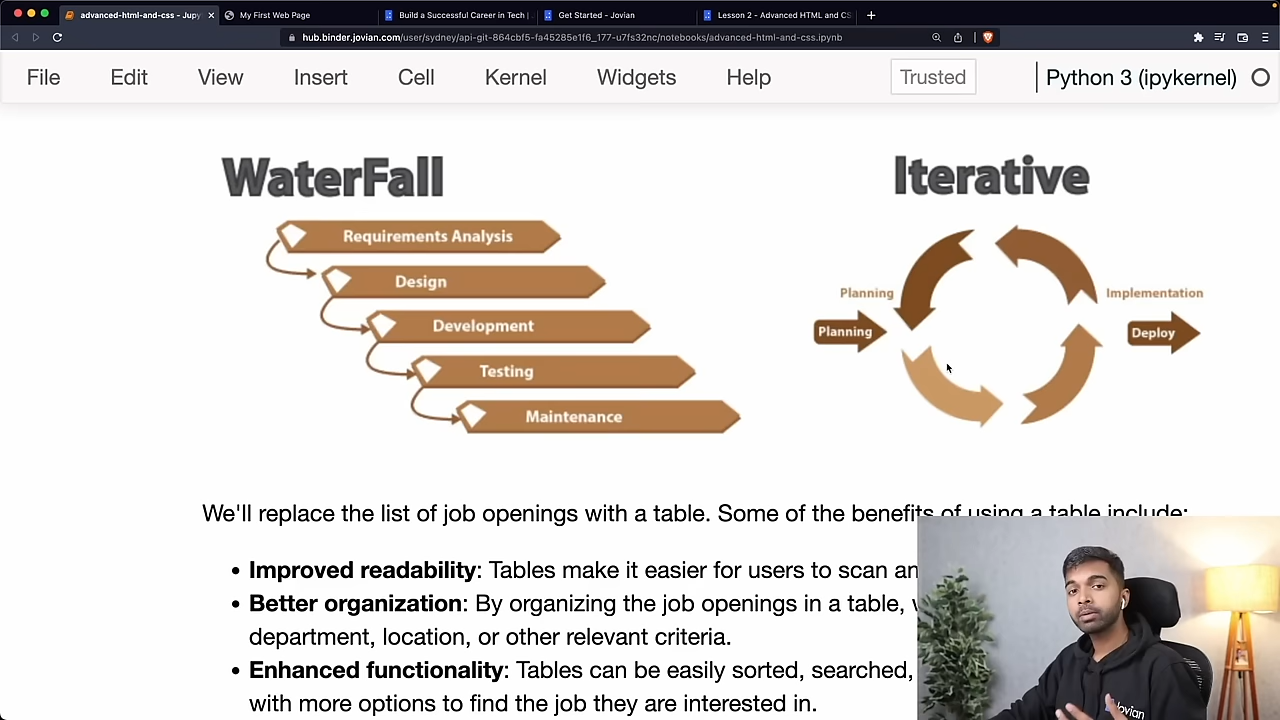 advanced-html-and-css - Jupy
My First Web Page
Build a Successful Career in Tech |
Get Started - Jovian
Lesson 2 - Advanced HTML and CS
hub.binder.jovian.com/user/sydney/api-git-864cbf5-fa45285e1f6_177-u7fs32nc/notebooks/advanced-html-and-css.ipynb
File Edit View Insert Cell Kernel Widgets Help Trusted Python 3 (ipykernel)
WaterFall
Requirements Analysis
Design
Development
Testing
Maintenance
Iterative
Planning
Implementation
Planning
Deploy
We'll replace the list of job openings with a table. Some of the benefits of using a table include:
• Improved readability: Tables make it easier for users to scan an
• Better organization: By organizing the job openings in a table,
department, location, or other relevant criteria.
• Enhanced functionality: Tables can be easily sorted, searched,
with more options to find the job they are interested in.
Jovian